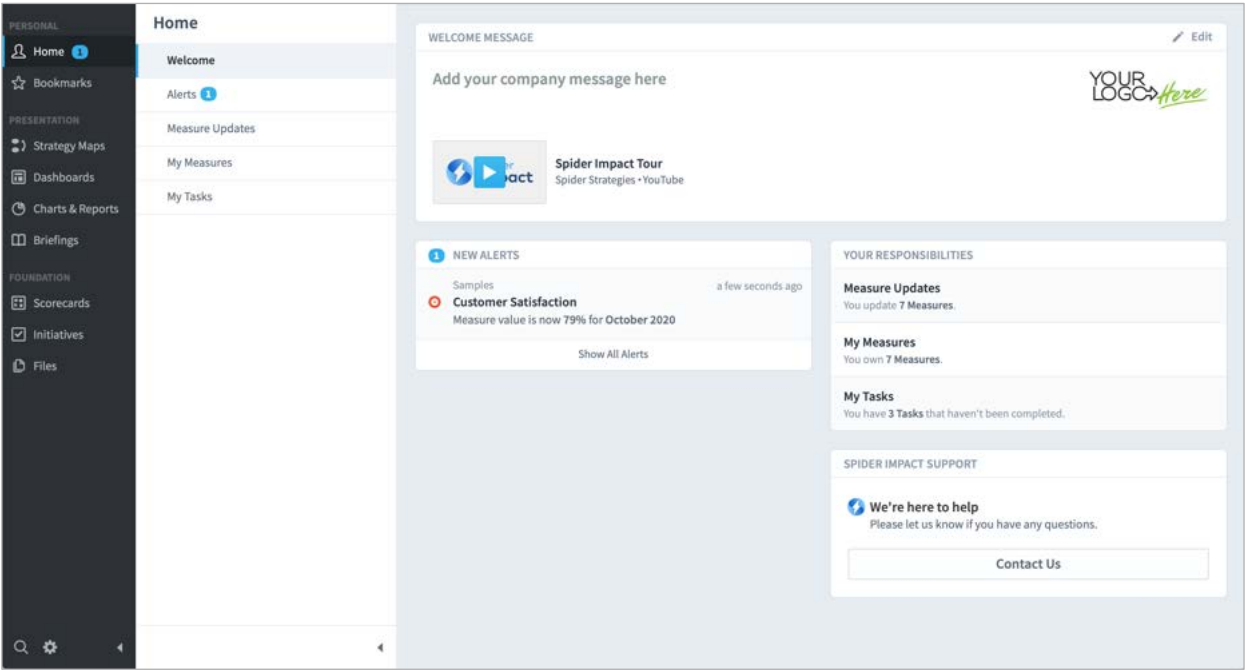 PERSONAL
Home 1
Bookmarks
PRESENTATION
Strategy Maps
Dashboards
Charts & Reports
Briefings
FOUNDATION
Scorecards
Initiatives
Files
Home
Welcome
Alerts 1
Measure Updates
My Measures
My Tasks
WELCOME MESSAGE
Edit
Add your company message here
YOUR
LOGO Here
act
Spider Impact Tour
Spider Strategies • YouTube
1 NEW ALERTS
Samples
a few seconds ago
Customer Satisfaction
Measure value is now 79% for October 2020
Show All Alerts
YOUR RESPONSIBILITIES
Measure Updates
You update 7 Measures.
My Measures
You own 7 Measures.
My Tasks
You have 3 Tasks that haven't been completed.
SPIDER IMPACT SUPPORT
We're here to help
Please let us know if you have any questions.
Contact Us